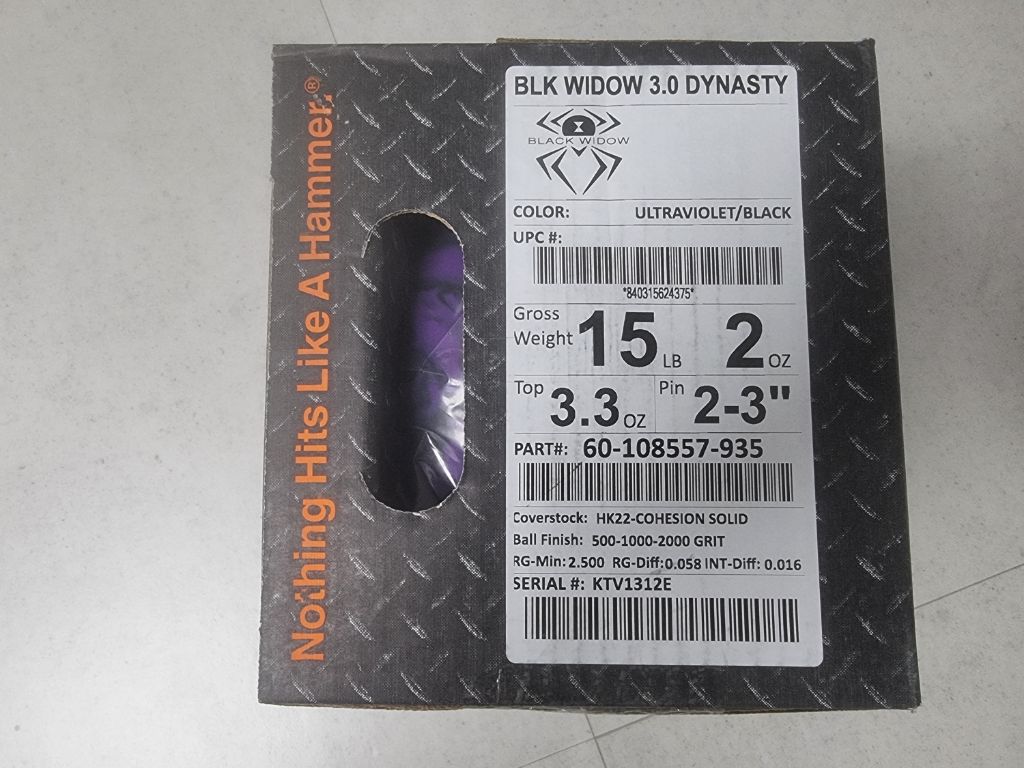 Nothing Hits Like A Hammer.®
BLK WIDOW 3.0 DYNASTY
BLACK WIDOW
COLOR: ULTRAVIOLET/BLACK
UPC #:
*840315624375*
Gross Weight 15 LB 2 OZ
Top 3.3 OZ Pin 2-3"
PART#: 60-108557-935
Coverstock: HK22-COHESION SOLID
Ball Finish: 500-1000-2000 GRIT
RG-Min: 2.500 RG-Diff: 0.058 INT-Diff: 0.016
SERIAL #: KTV1312E